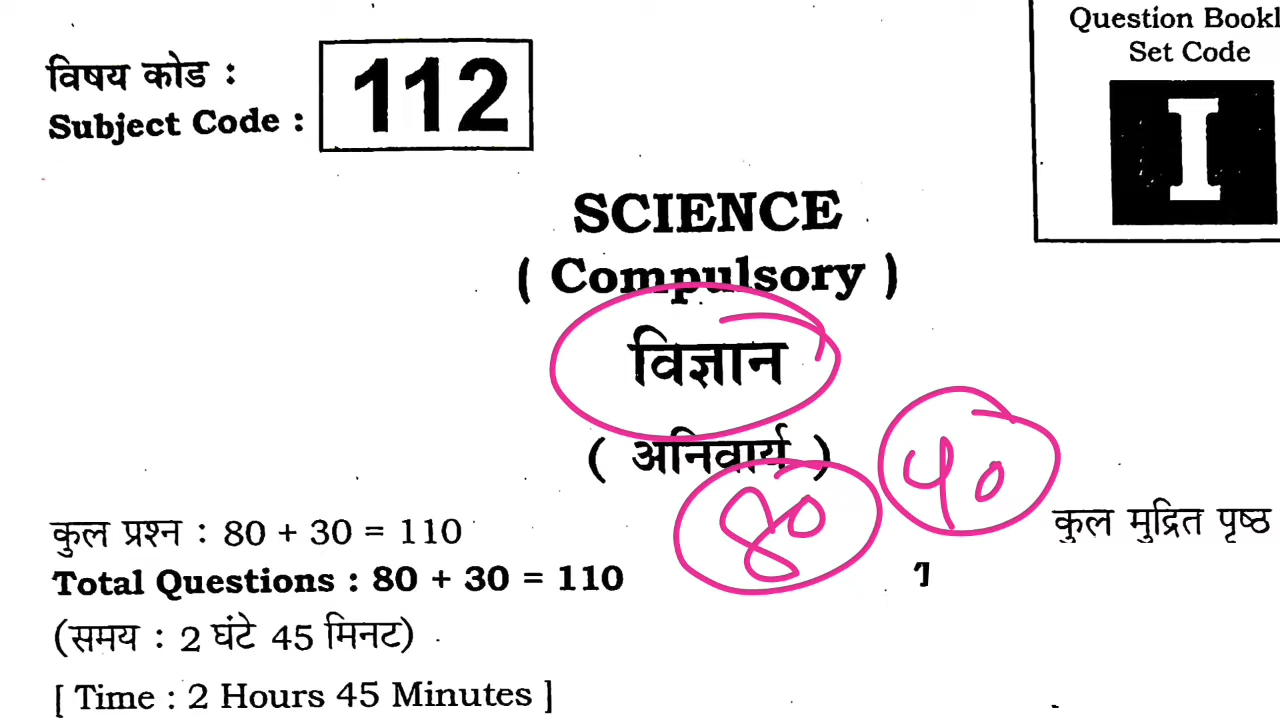 Question Bookl
Set Code
I
विषय कोड :
Subject Code :
112
SCIENCE
( Compulsory )
विज्ञान
( अनिवार्य )
80
40
कुल प्रश्न : 80 + 30 = 110
Total Questions : 80 + 30 = 110
(समय : 2 घंटे 45 मिनट)
[ Time : 2 Hours 45 Minutes ]
कुल मुद्रित पृष्ठ